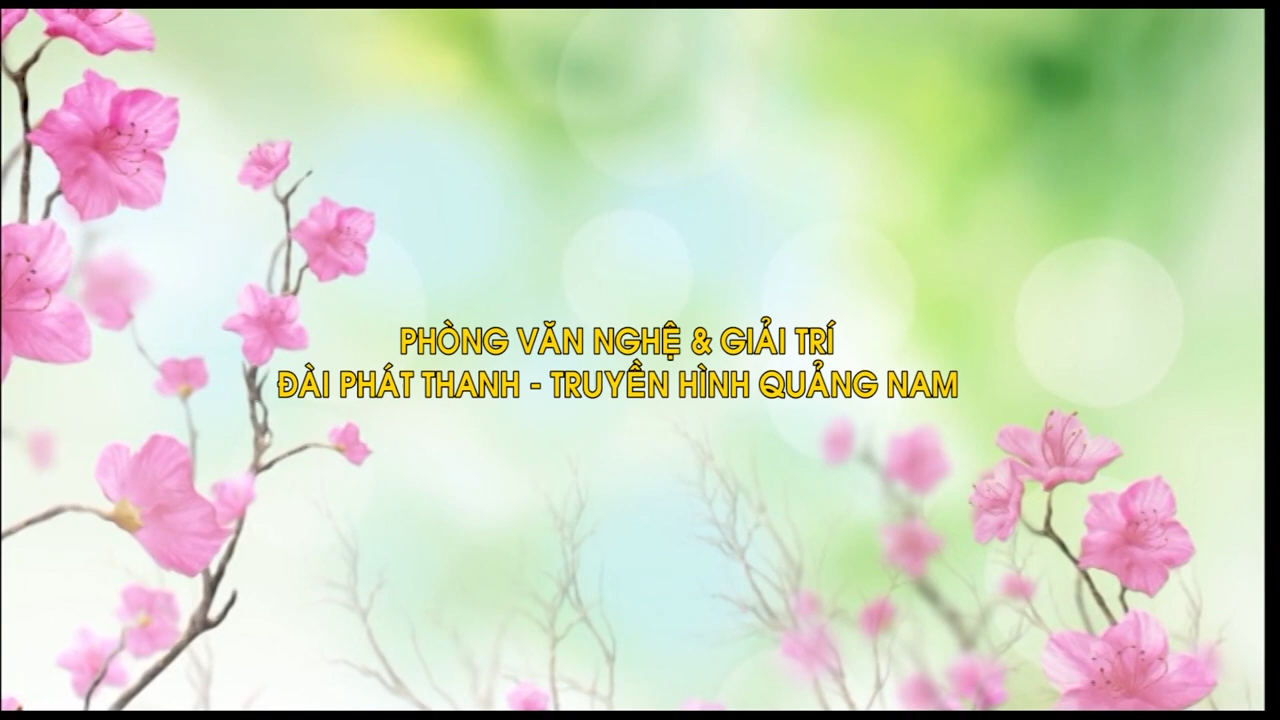 PHÒNG VĂN NGHỆ & GIẢI TRÍ
ĐÀI PHÁT THANH - TRUYỀN HÌNH QUẢNG NAM